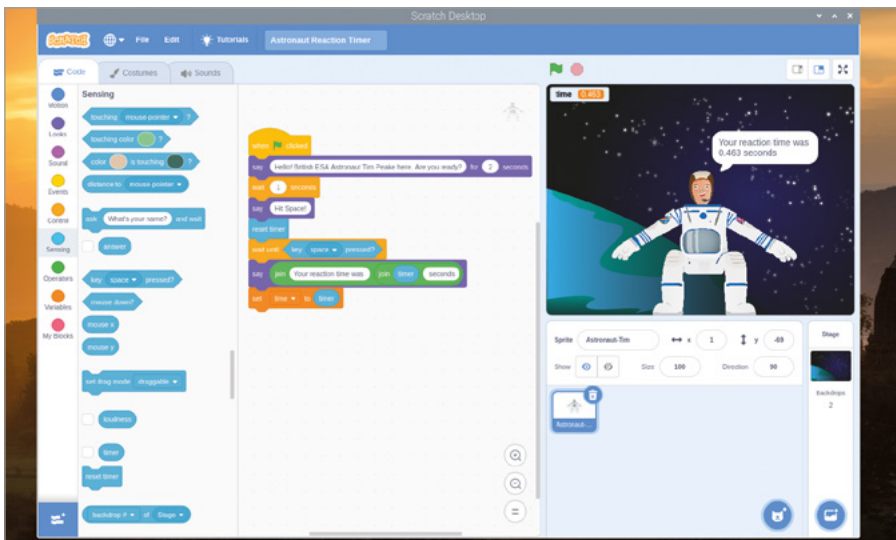 Scratch Desktop
SCRATCH
File Edit Tutorials Astronaut Reaction Timer
Code Costumes Sounds
Motion
Looks
Sound
Events
Control
Sensing
Operators
Variables
My Blocks
Sensing
touching mouse-pointer ?
touching color ?
color is touching ?
distance to mouse-pointer
ask What's your name? and wait
answer
key space pressed?
mouse down?
mouse x
mouse y
set drag mode draggable
loudness
timer
reset timer
backdrop # of Stage
when clicked
say Hello! British ESA Astronaut Tim Peake here. Are you ready? for 2 seconds
wait 1 seconds
say Hit Space!
reset timer
wait until key space pressed?
say join Your reaction time was join timer seconds
set time to timer
time 0.463
Your reaction time was
0.463 seconds
Sprite Astronaut-Tim x 1 y -69
Show Size 100 Direction 90
Astronaut-...
Stage
Backdrops
2